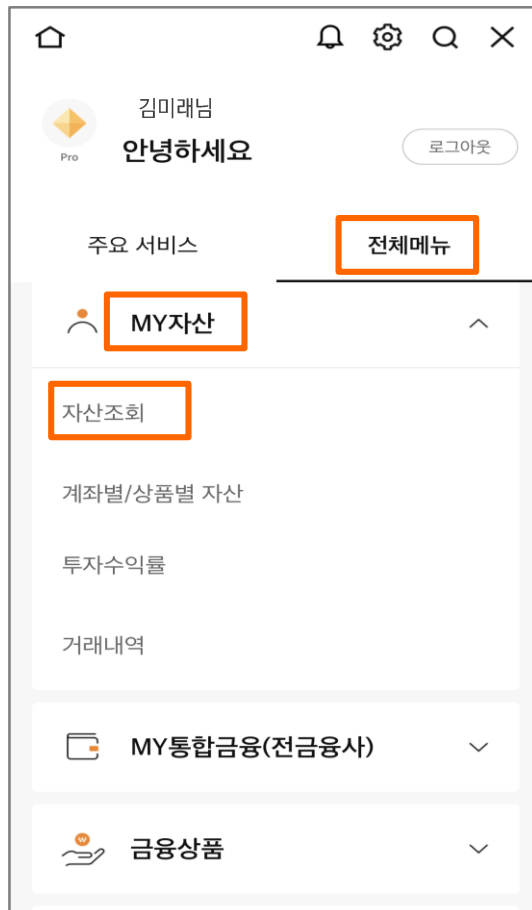 김미래님
Pro
안녕하세요
로그아웃
주요 서비스
전체메뉴
MY자산
자산조회
계좌별/상품별 자산
투자수익률
거래내역
MY통합금융(전금융사)
₩
금융상품